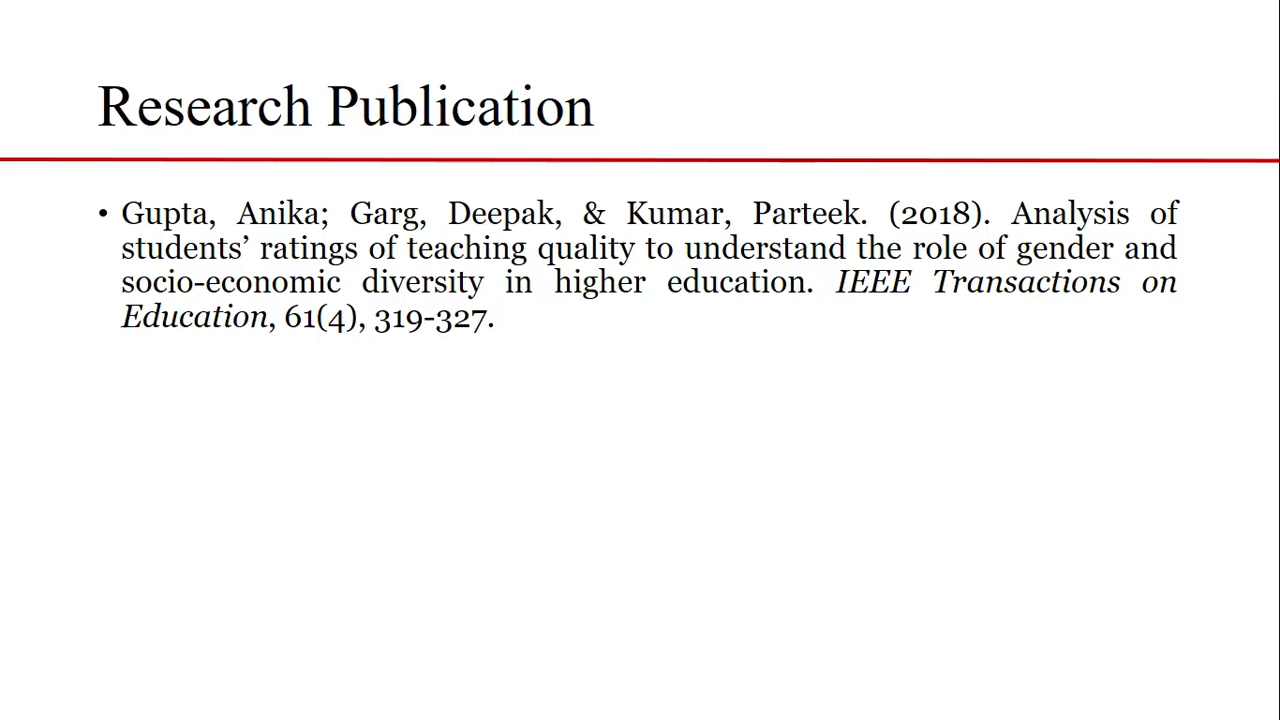 Research Publication
• Gupta, Anika; Garg, Deepak, & Kumar, Parteek. (2018). Analysis of
students’ ratings of teaching quality to understand the role of gender and
socio-economic diversity in higher education. IEEE Transactions on
Education, 61(4), 319-327.